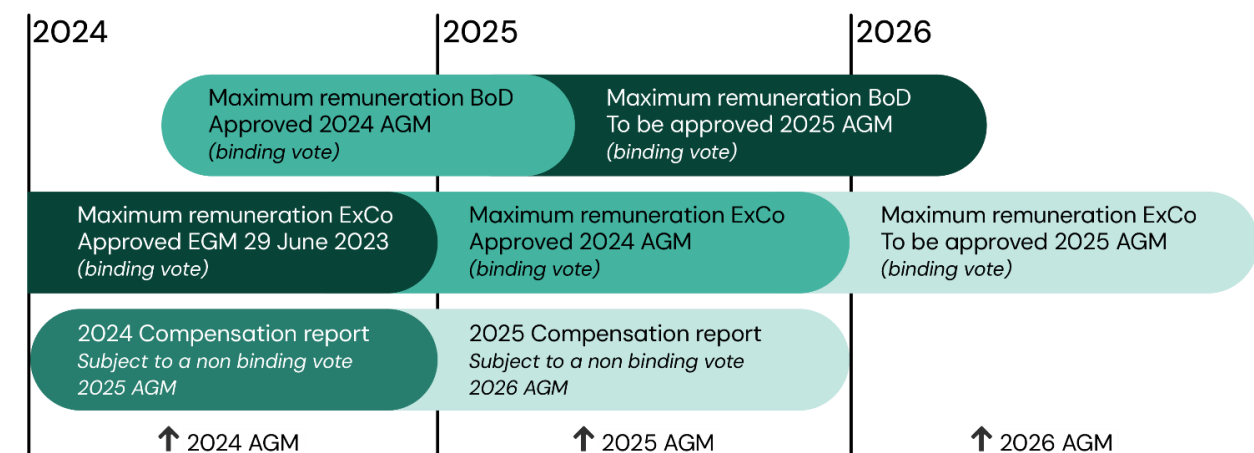 2024
2025
2026
Maximum remuneration BoD
Approved 2024 AGM
(binding vote)
Maximum remuneration BoD
To be approved 2025 AGM
(binding vote)
Maximum remuneration ExCo
Approved EGM 29 June 2023
(binding vote)
Maximum remuneration ExCo
Approved 2024 AGM
(binding vote)
Maximum remuneration ExCo
To be approved 2025 AGM
(binding vote)
2024 Compensation report
Subject to a non binding vote
2025 AGM
2025 Compensation report
Subject to a non binding vote
2026 AGM
2024 AGM
2025 AGM
2026 AGM